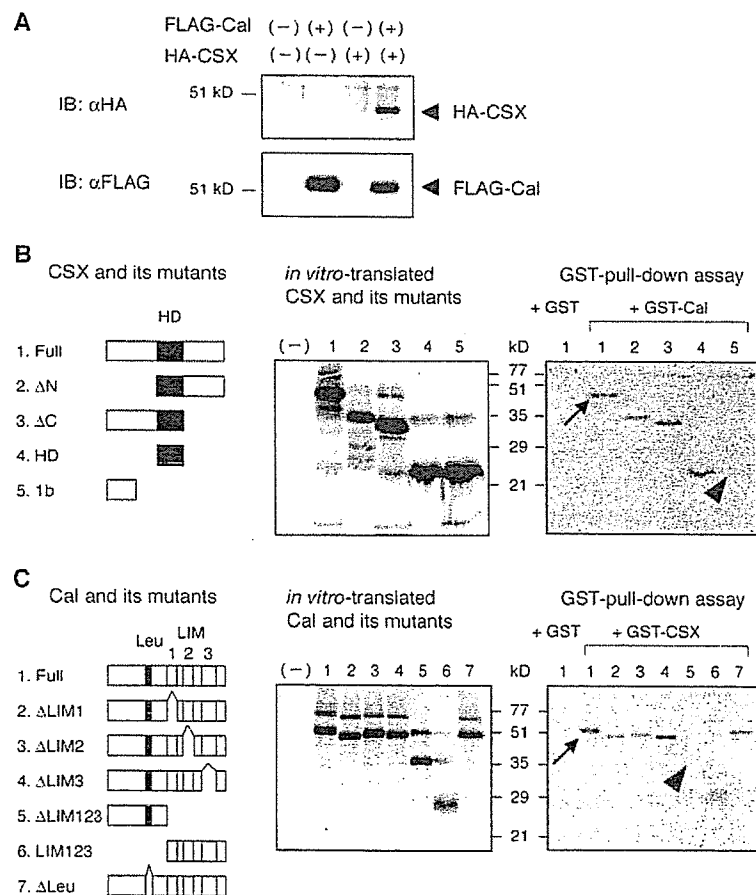 A
FLAG-Cal (−) (+) (−) (+)
HA-CSX (−) (−) (+) (+)
51 kD
IB: αHA
HA-CSX
IB: αFLAG
51 kD
FLAG-Cal
B
CSX and its mutants
in vitro-translated
CSX and its mutants
GST-pull-down assay
HD
+ GST + GST-Cal
(−) 1 2 3 4 5 kD 1 1 2 3 4 5
1. Full
2. ΔN
3. ΔC
4. HD
5. 1b
77
51
35
29
21
C
Cal and its mutants
in vitro-translated
Cal and its mutants
GST-pull-down assay
Leu LIM
1 2 3
+ GST + GST-CSX
(−) 1 2 3 4 5 6 7 kD 1 1 2 3 4 5 6 7
1. Full
2. ΔLIM1
3. ΔLIM2
4. ΔLIM3
5. ΔLIM123
6. LIM123
7. ΔLeu
77
51
35
29
21